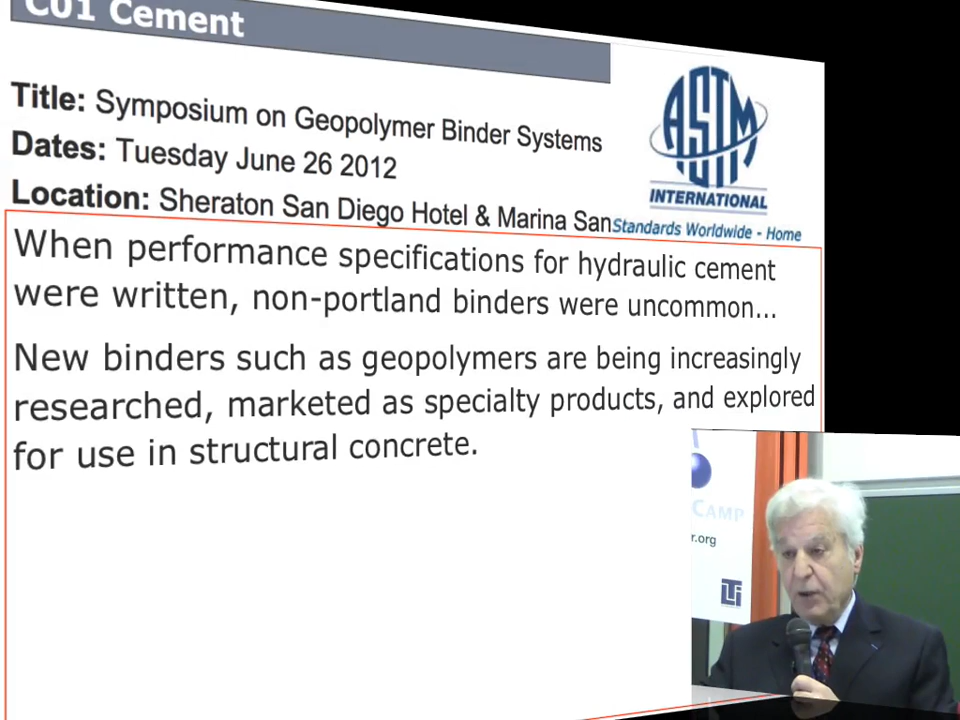 C01 Cement
Title: Symposium on Geopolymer Binder Systems
Dates: Tuesday June 26 2012
Location: Sheraton San Diego Hotel & Marina San
ASTM
INTERNATIONAL
Standards Worldwide - Home
When performance specifications for hydraulic cement
were written, non-portland binders were uncommon...
New binders such as geopolymers are being increasingly
researched, marketed as specialty products, and explored
for use in structural concrete.
CAMP
r.org